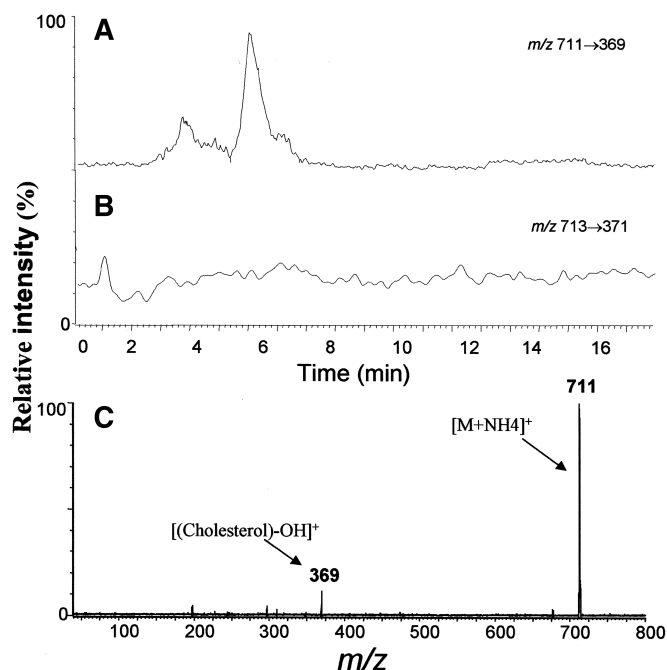 100
A
m/z 711→369
B
m/z 713→371
0
0 2 4 6 8 10 12 14 16
Time (min)
Relative intensity (%)
100
C
711
[M+NH4]+
[(Cholesterol)-OH]+
369
0
100 200 300 400 500 600 700 800
m/z